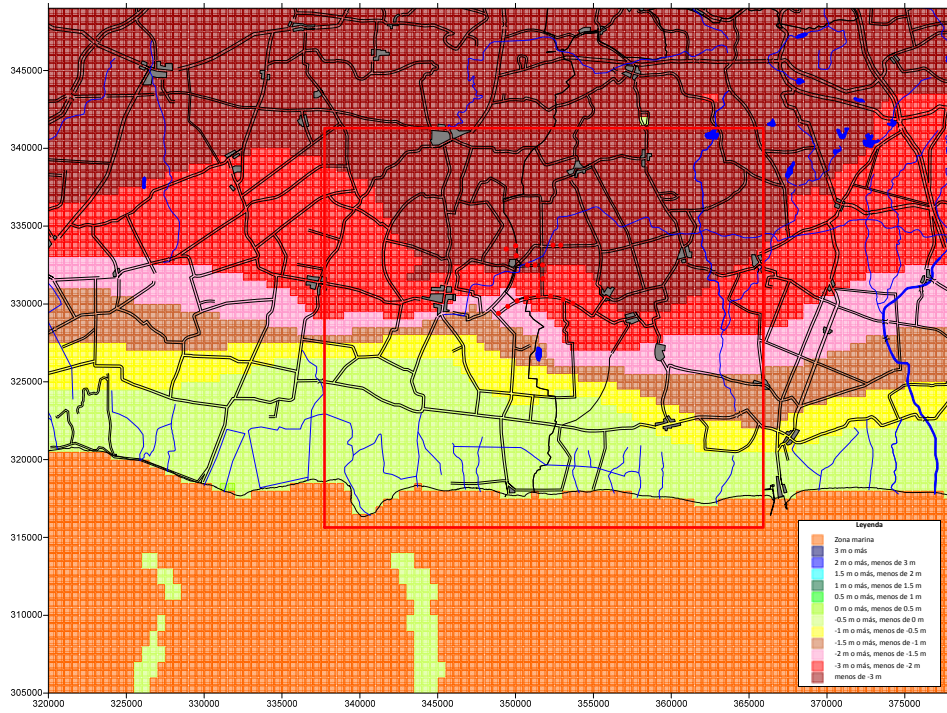 345000
340000
335000
330000
325000
320000
315000
310000
305000
320000 325000 330000 335000 340000 345000 350000 355000 360000 365000 370000 375000
Leyenda
Zona marina
3 m o más
2 m o más, menos de 3 m
1.5 m o más, menos de 2 m
1 m o más, menos de 1.5 m
0.5 m o más, menos de 1 m
0 m o más, menos de 0.5 m
-0.5 m o más, menos de 0 m
-1 m o más, menos de -0.5 m
-1.5 m o más, menos de -1 m
-2 m o más, menos de -1.5 m
-3 m o más, menos de -2 m
menos de -3 m